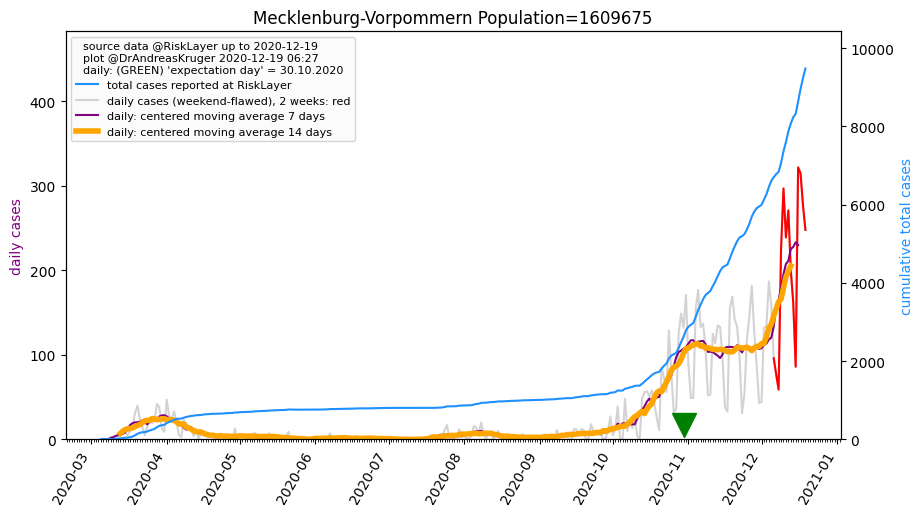 Mecklenburg-Vorpommern Population=1609675
source data @RiskLayer up to 2020-12-19
plot @DrAndreasKruger 2020-12-19 06:27
daily: (GREEN) 'expectation day' = 30.10.2020
total cases reported at RiskLayer
daily cases (weekend-flawed), 2 weeks: red
daily: centered moving average 7 days
daily: centered moving average 14 days
daily cases
400
300
200
100
0
cumulative total cases
10000
8000
6000
4000
2000
0
2020-03
2020-04
2020-05
2020-06
2020-07
2020-08
2020-09
2020-10
2020-11
2020-12
2021-01